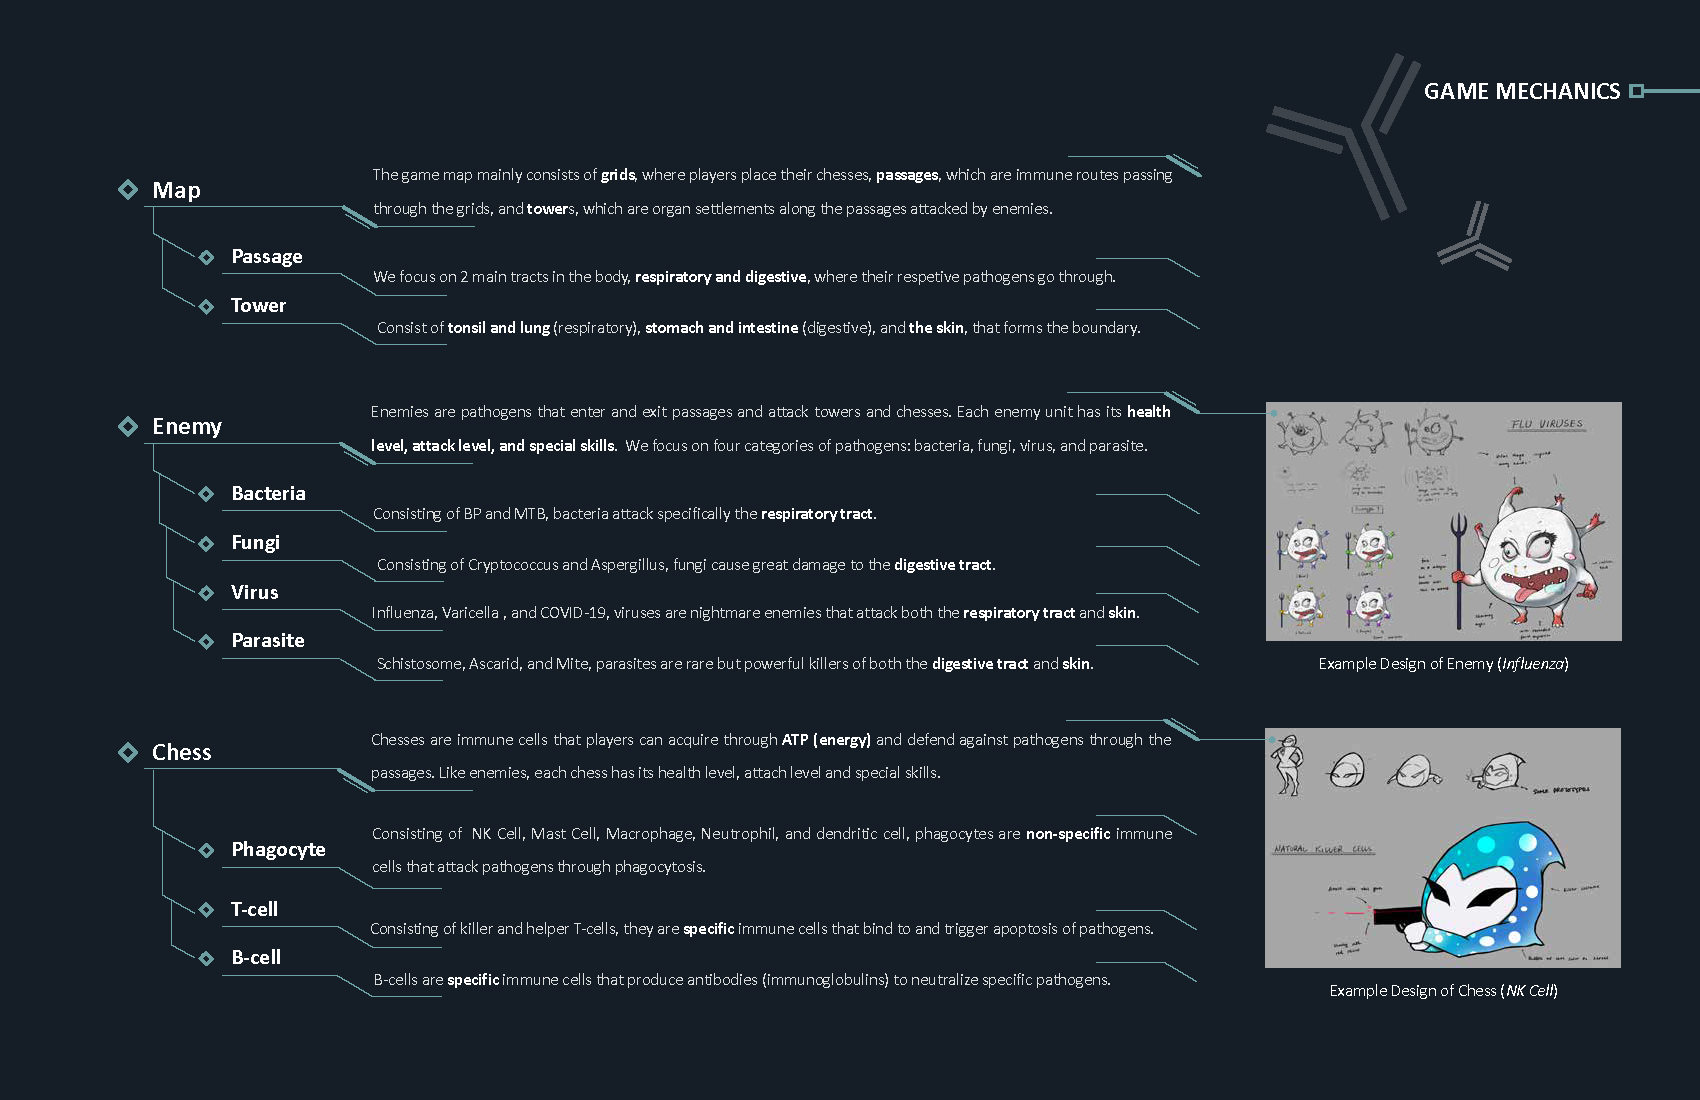 GAME MECHANICS
Map
The game map mainly consists of grids, where players place their chesses, passages, which are immune routes passing
through the grids, and towers, which are organ settlements along the passages attacked by enemies.
Passage
We focus on 2 main tracts in the body, respiratory and digestive, where their respetive pathogens go through.
Tower
Consist of tonsil and lung (respiratory), stomach and intestine (digestive), and the skin, that forms the boundary.
Enemy
Enemies are pathogens that enter and exit passages and attack towers and chesses. Each enemy unit has its health
level, attack level, and special skills. We focus on four categories of pathogens: bacteria, fungi, virus, and parasite.
Bacteria
Consisting of BP and MTB, bacteria attack specifically the respiratory tract.
Fungi
Consisting of Cryptococcus and Aspergillus, fungi cause great damage to the digestive tract.
Virus
Influenza, Varicella , and COVID-19, viruses are nightmare enemies that attack both the respiratory tract and skin.
Parasite
Schistosome, Ascarid, and Mite, parasites are rare but powerful killers of both the digestive tract and skin.
FLU VIRUSES
Example Design of Enemy (Influenza)
Chess
Chesses are immune cells that players can acquire through ATP (energy) and defend against pathogens through the
passages. Like enemies, each chess has its health level, attach level and special skills.
Phagocyte
Consisting of NK Cell, Mast Cell, Macrophage, Neutrophil, and dendritic cell, phagocytes are non-specific immune
cells that attack pathogens through phagocytosis.
T-cell
Consisting of killer and helper T-cells, they are specific immune cells that bind to and trigger apoptosis of pathogens.
B-cell
B-cells are specific immune cells that produce antibodies (immunoglobulins) to neutralize specific pathogens.
SOME PROTOTYPES
NATURAL KILLER CELLS
Example Design of Chess (NK Cell)